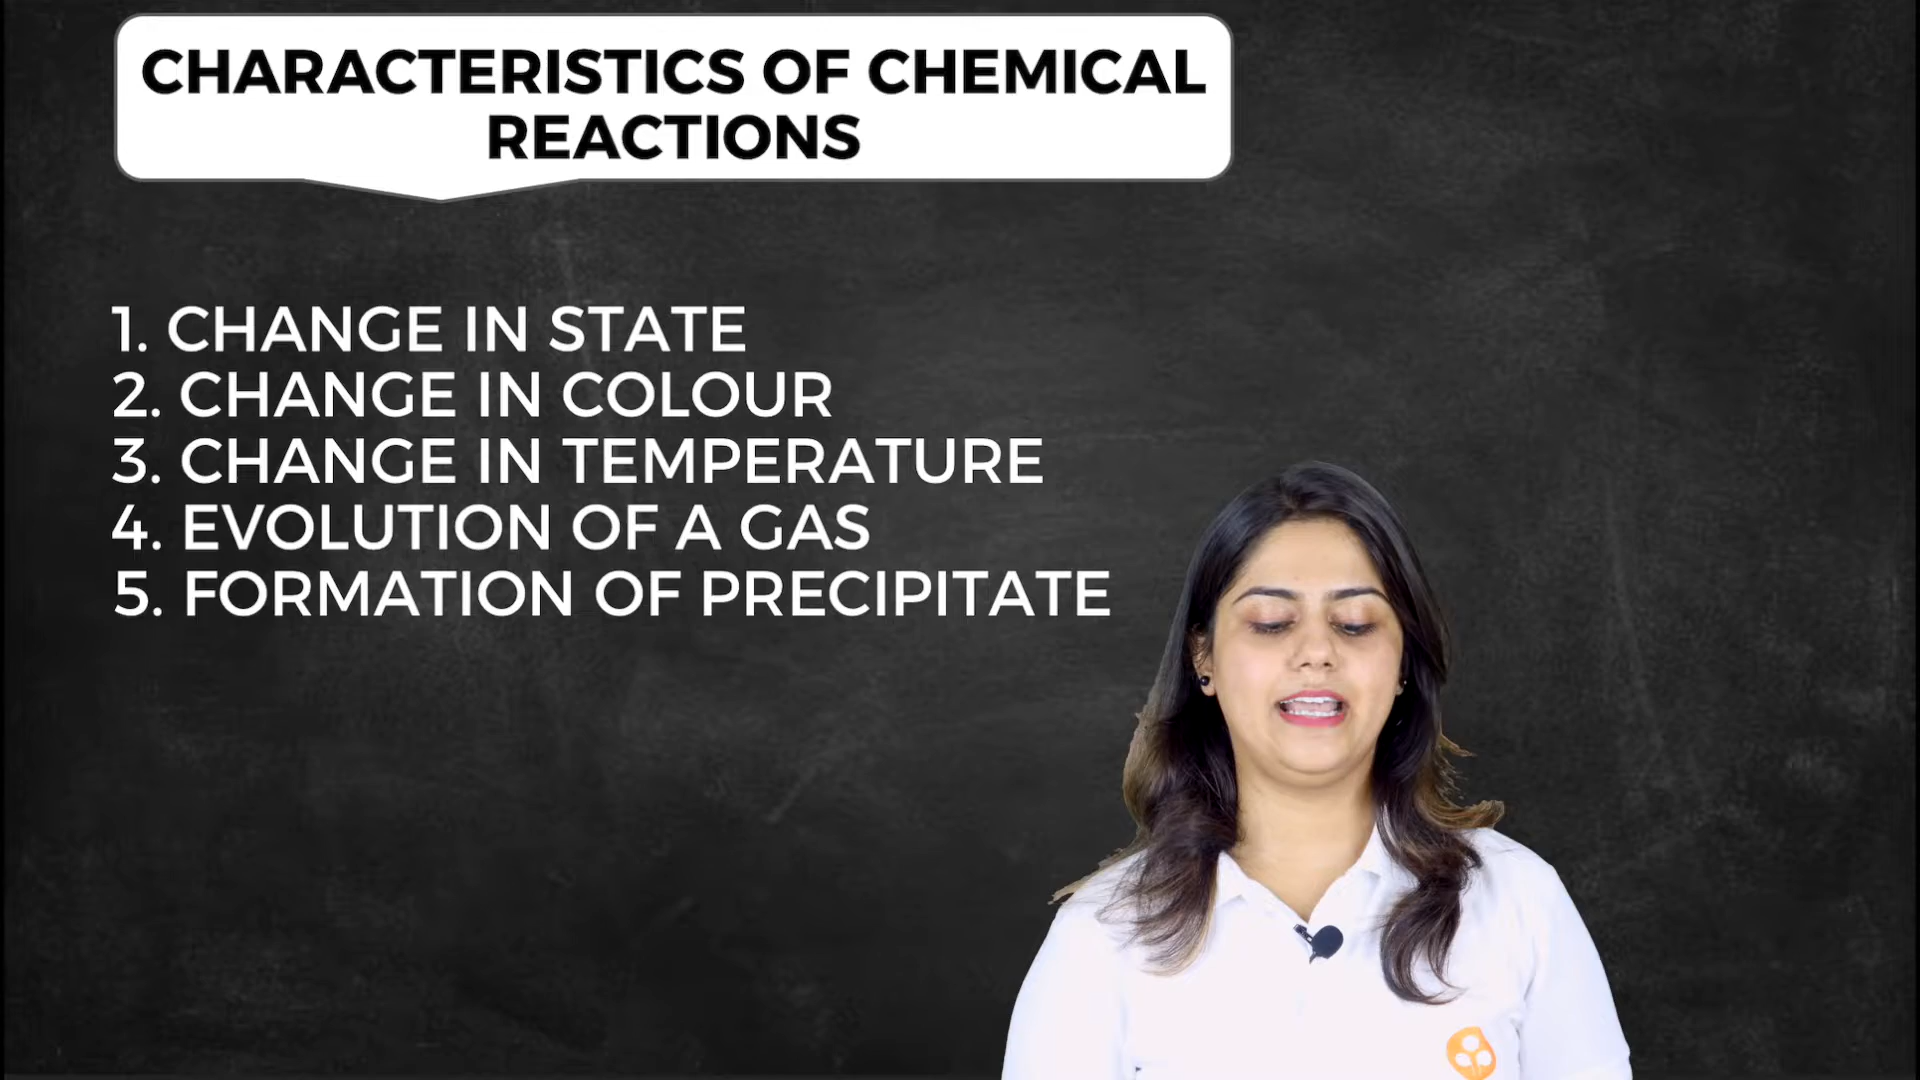 CHARACTERISTICS OF CHEMICAL
REACTIONS
1. CHANGE IN STATE
2. CHANGE IN COLOUR
3. CHANGE IN TEMPERATURE
4. EVOLUTION OF A GAS
5. FORMATION OF PRECIPITATE